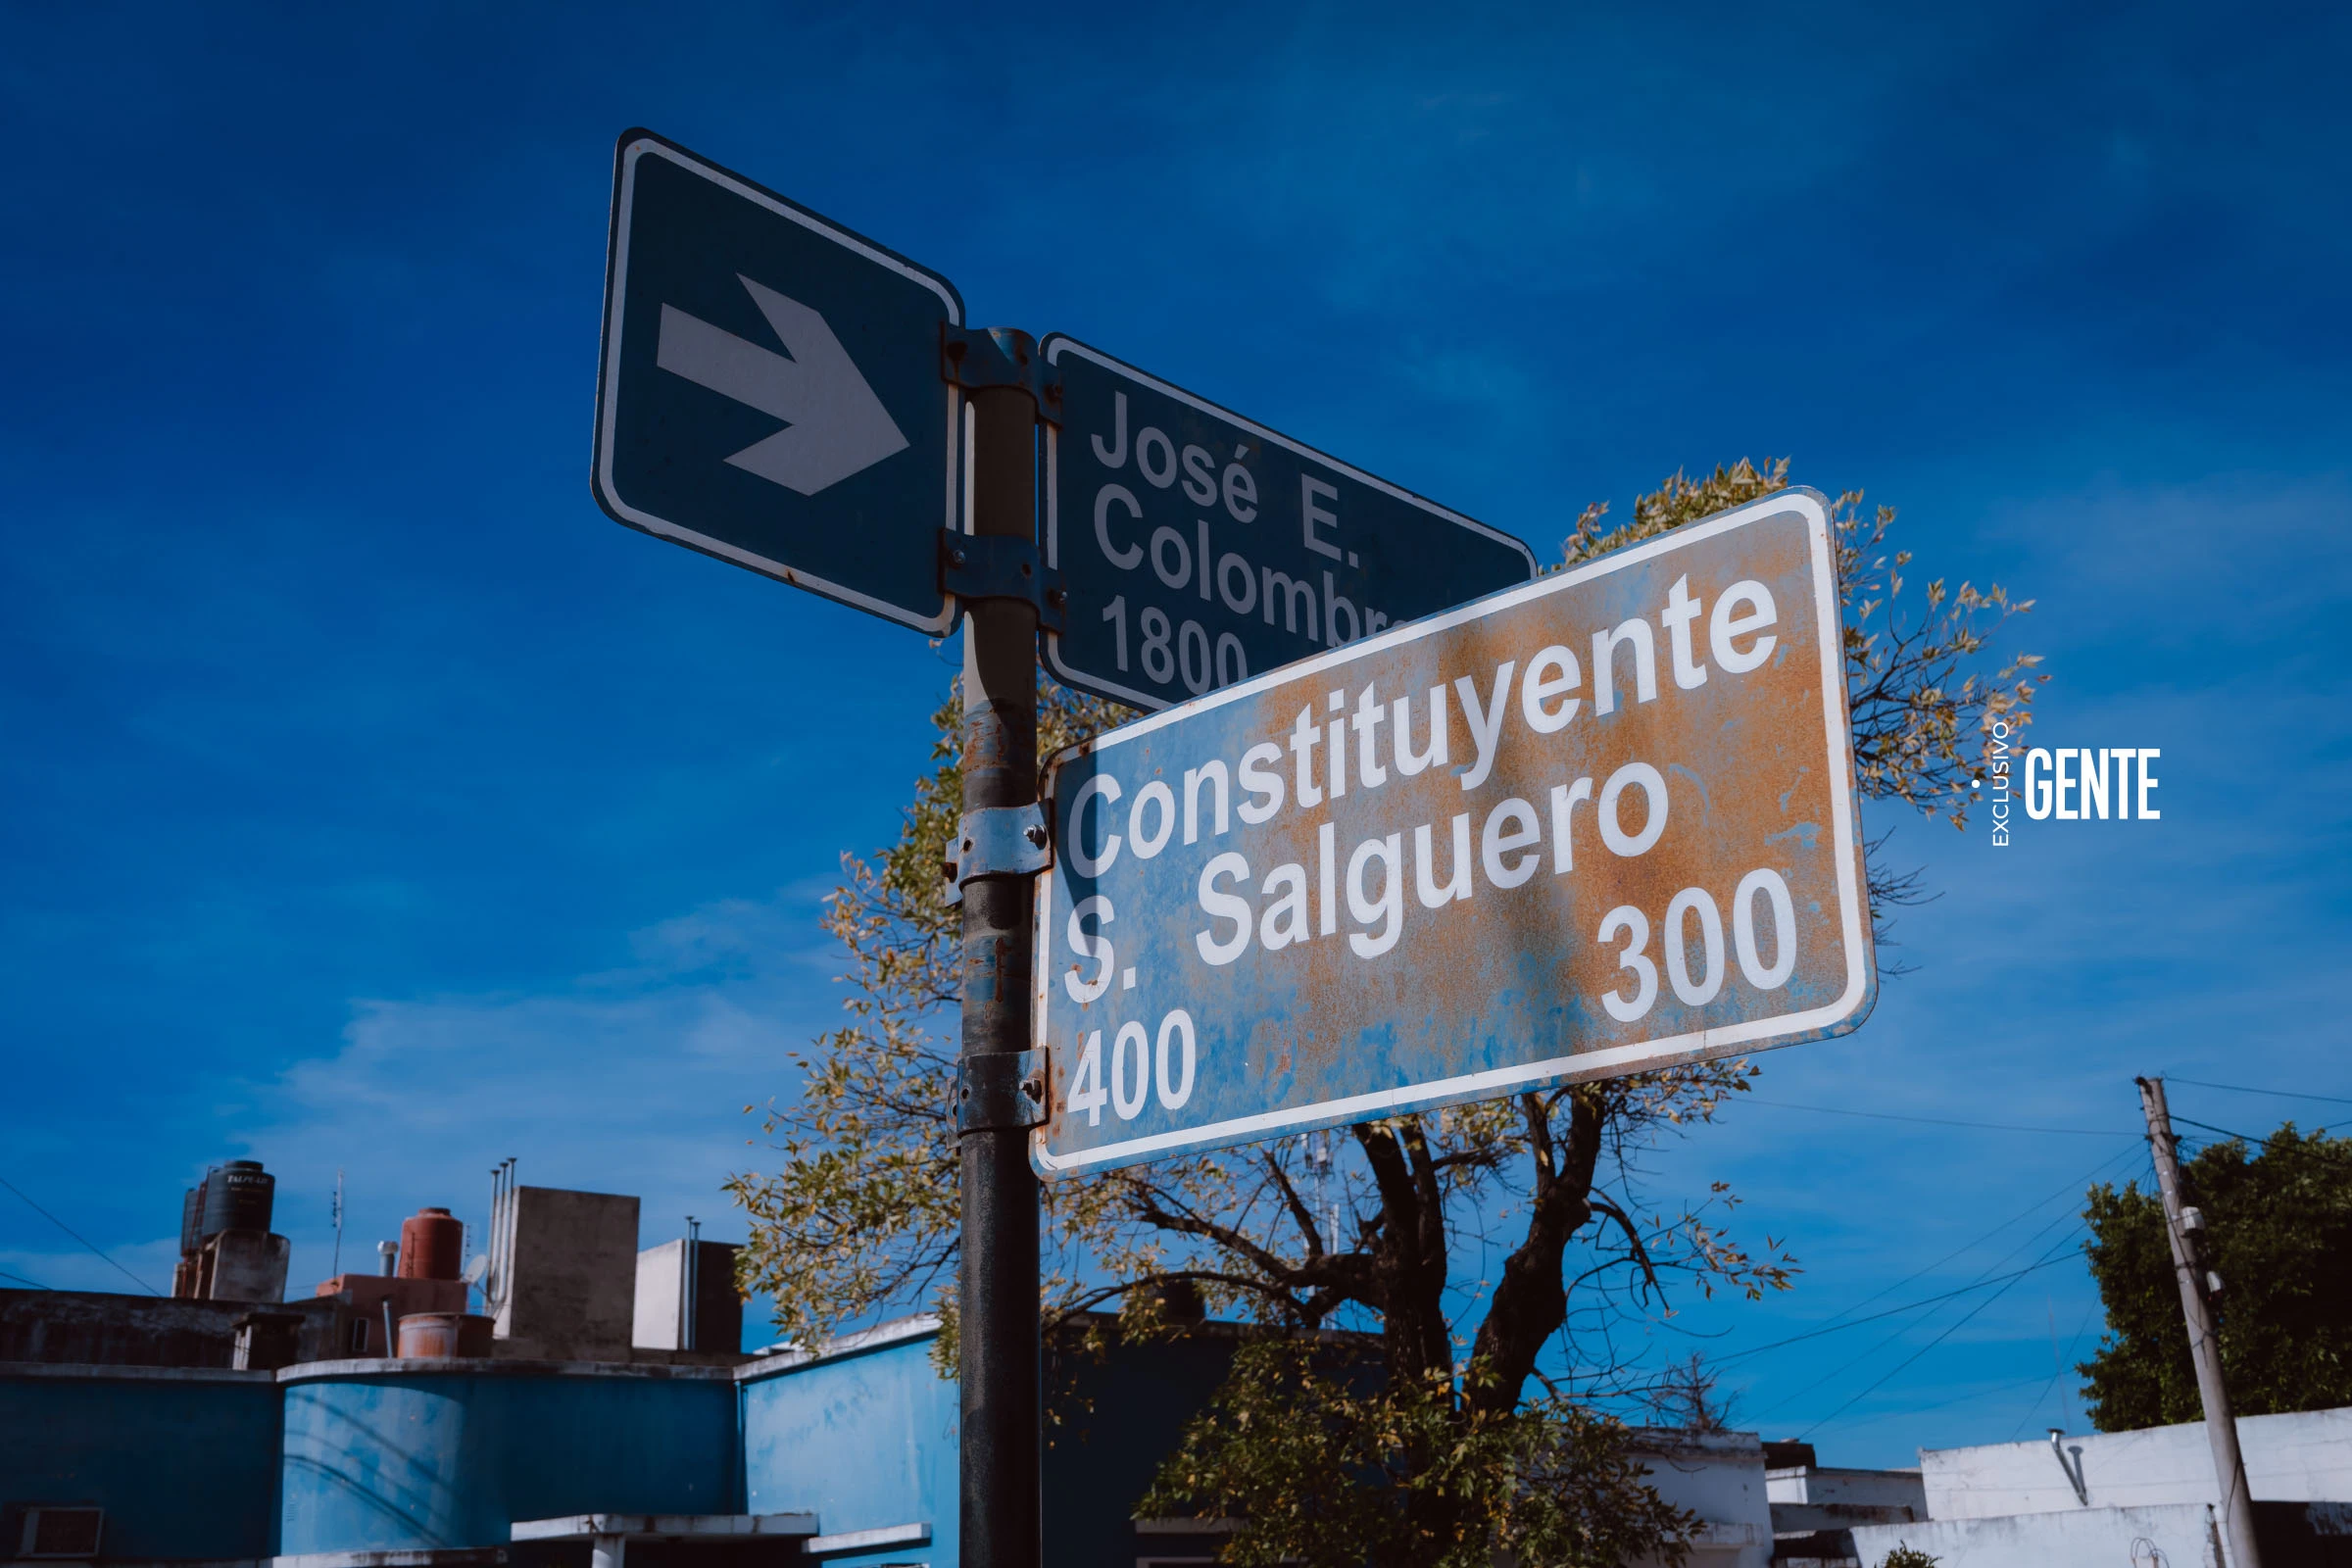 José E.
Colombr
1800
Constituyente
S. Salguero
400 300
EXCLUSIVO
GENTE